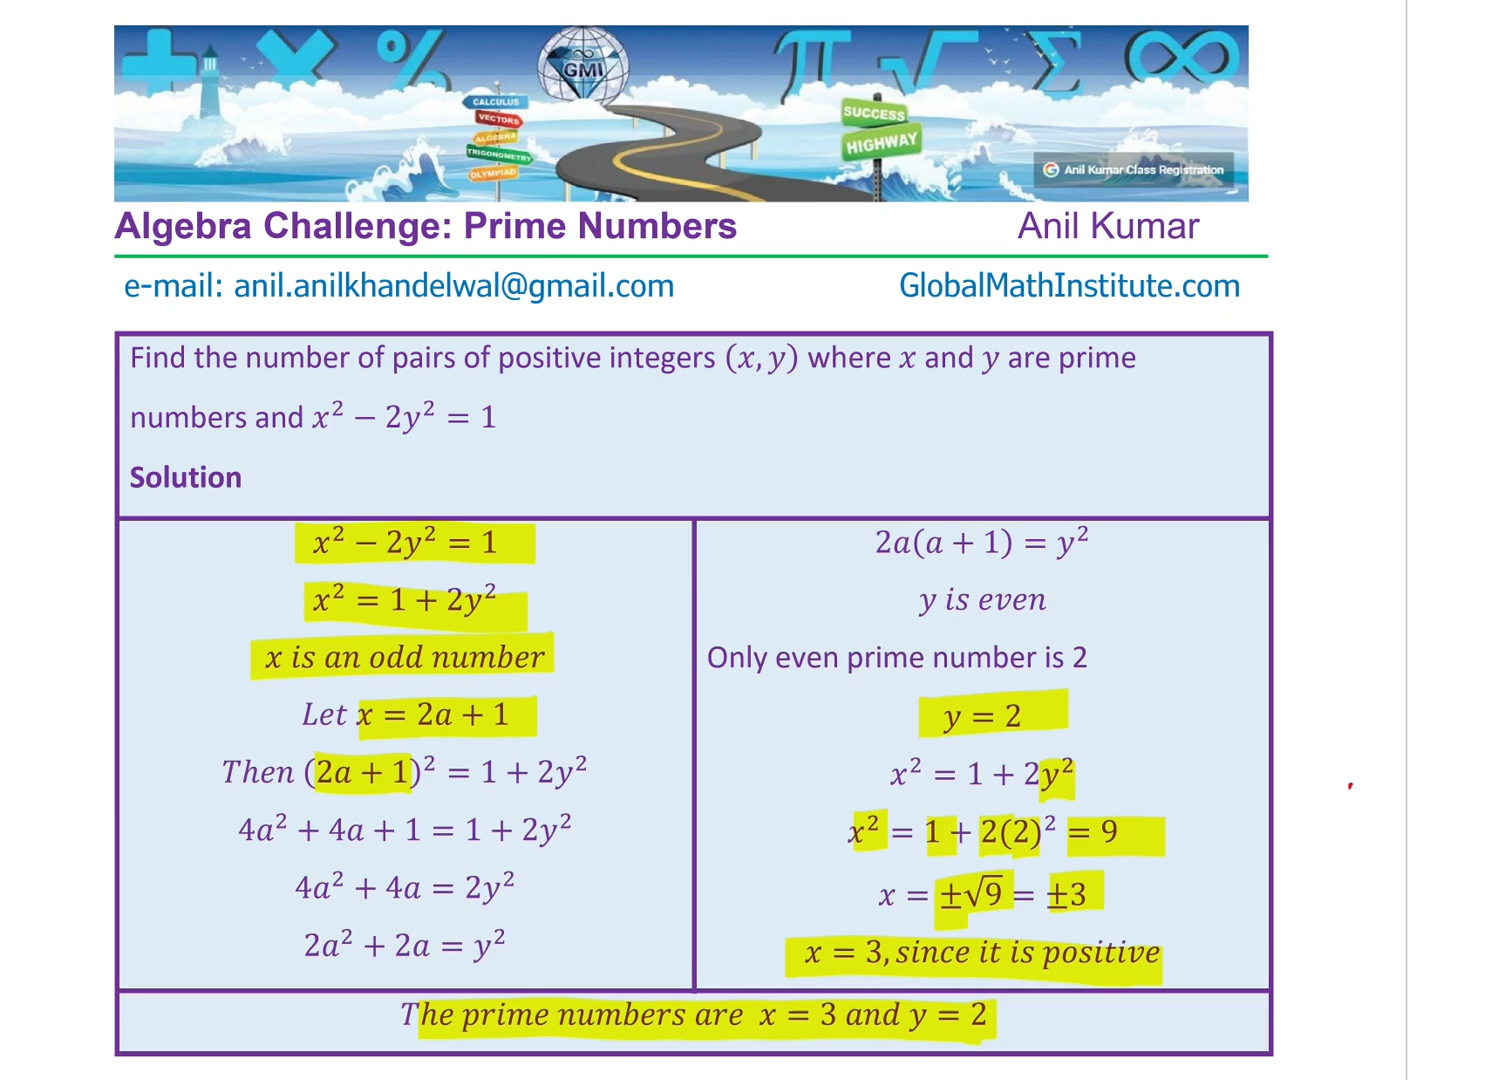 GMI
CALCULUS
VECTORS
ALGEBRA
TRIGONOMETRY
OLYMPIAD
SUCCESS
HIGHWAY
Anil Kumar Class Registration
Algebra Challenge: Prime Numbers Anil Kumar
e-mail: anil.anilkhandelwal@gmail.com GlobalMathInstitute.com
Find the number of pairs of positive integers (x, y) where x and y are prime
numbers and x² − 2y² = 1
Solution
x² − 2y² = 1
x² = 1 + 2y²
x is an odd number
Let x = 2a + 1
Then (2a + 1)² = 1 + 2y²
4a² + 4a + 1 = 1 + 2y²
4a² + 4a = 2y²
2a² + 2a = y²
2a(a + 1) = y²
y is even
Only even prime number is 2
y = 2
x² = 1 + 2y²
x² = 1 + 2(2)² = 9
x = ±√9 = ±3
x = 3, since it is positive
The prime numbers are x = 3 and y = 2